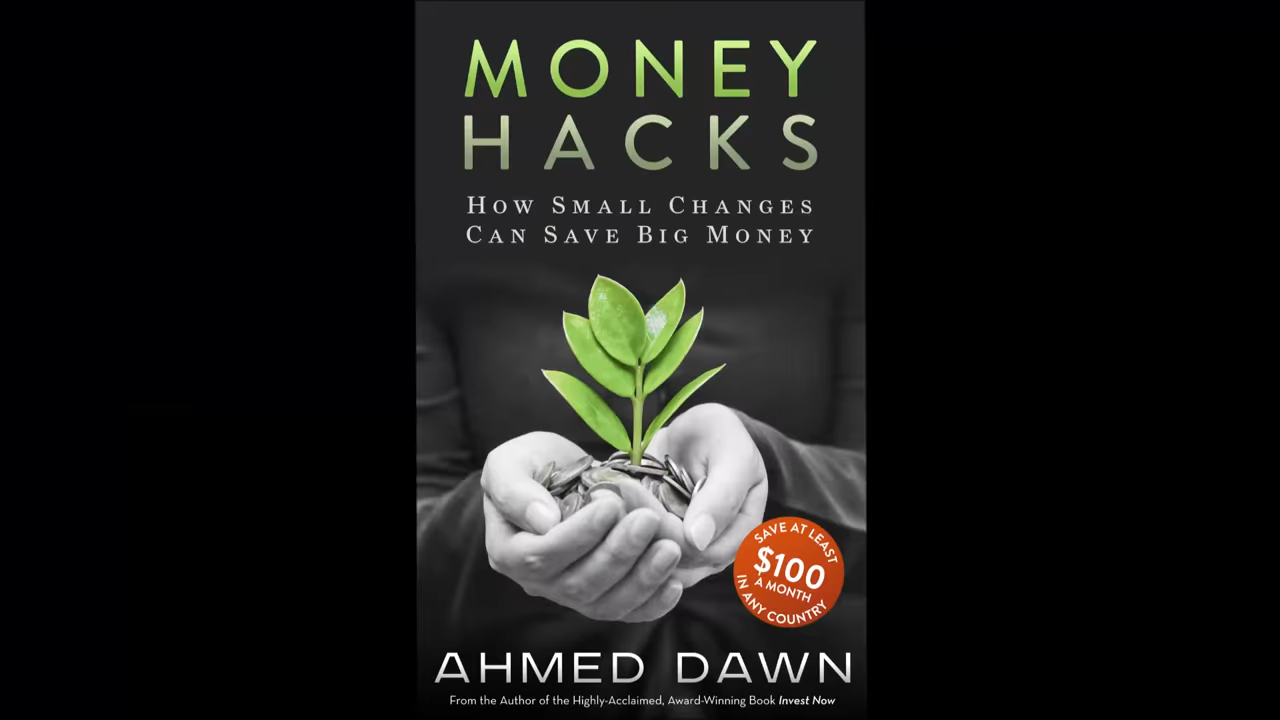 MONEY
HACKS
How Small Changes
Can Save Big Money
SAVE AT LEAST
$100
A MONTH
IN ANY COUNTRY
AHMED DAWN
From the Author of the Highly-Acclaimed, Award-Winning Book Invest Now